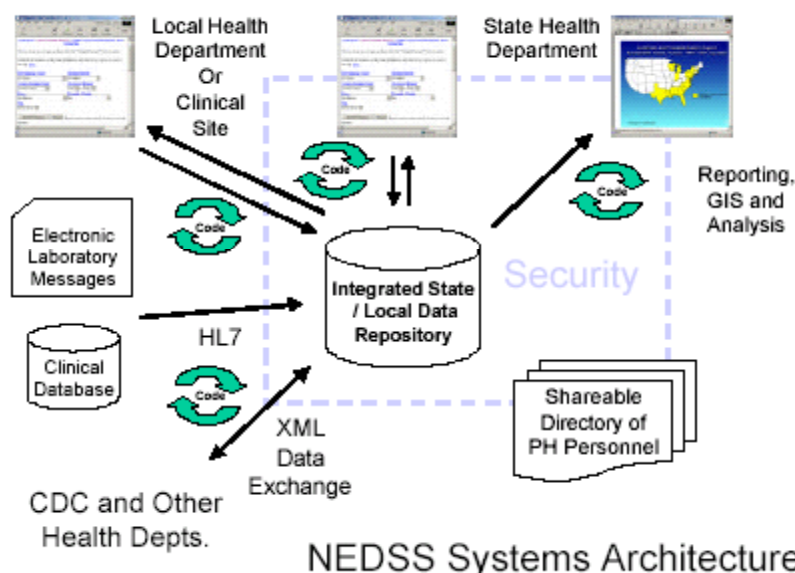 Local Health
Department
Or
Clinical
Site
State Health
Department
Code
Code
Code
Reporting,
GIS and
Analysis
Electronic
Laboratory
Messages
Security
Integrated State
/ Local Data
Repository
HL7
Clinical
Database
Code
Shareable
Directory of
PH Personnel
XML
Data
Exchange
CDC and Other
Health Depts.
NEDSS Systems Architecture